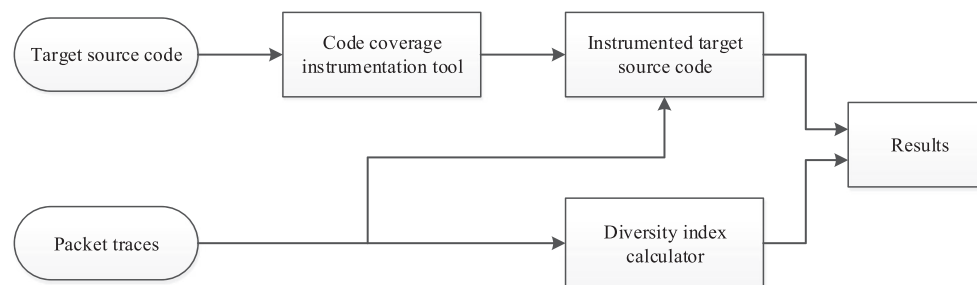 Target source code
Code coverage
instrumentation tool
Instrumented target
source code
Results
Packet traces
Diversity index
calculator